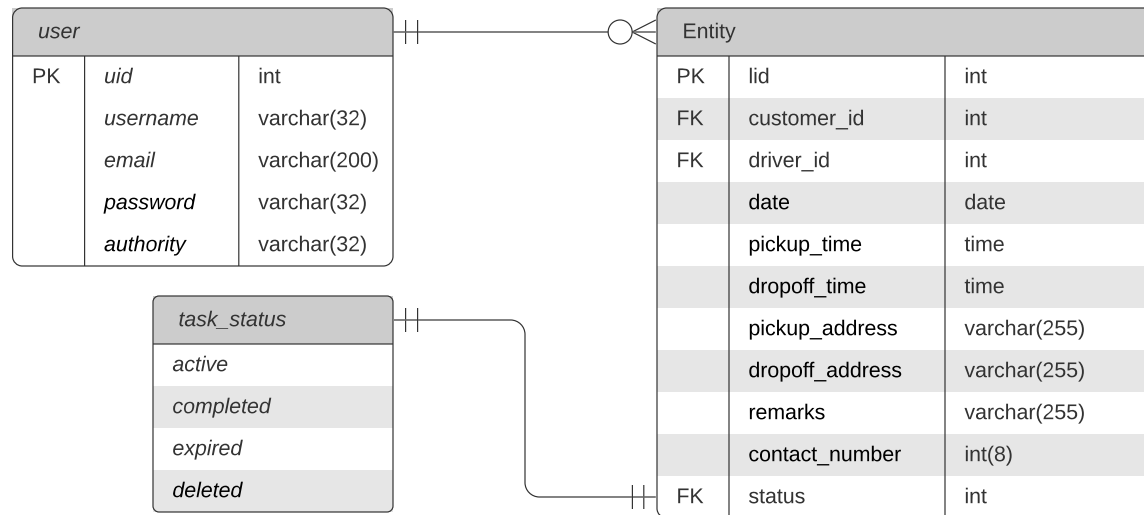 user
PK uid int
username varchar(32)
email varchar(200)
password varchar(32)
authority varchar(32)
task_status
active
completed
expired
deleted
Entity
PK lid int
FK customer_id int
FK driver_id int
date date
pickup_time time
dropoff_time time
pickup_address varchar(255)
dropoff_address varchar(255)
remarks varchar(255)
contact_number int(8)
FK status int